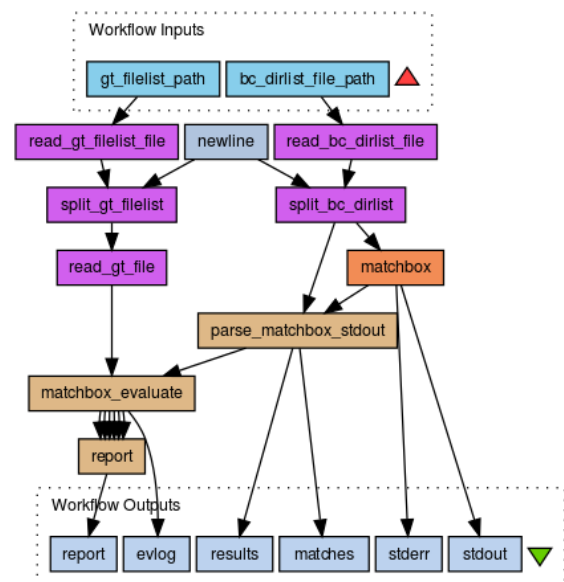 Workflow Inputs
gt_filelist_path
bc_dirlist_file_path
read_gt_filelist_file
newline
read_bc_dirlist_file
split_gt_filelist
split_bc_dirlist
read_gt_file
matchbox
parse_matchbox_stdout
matchbox_evaluate
report
Workflow Outputs
report
evlog
results
matches
stderr
stdout